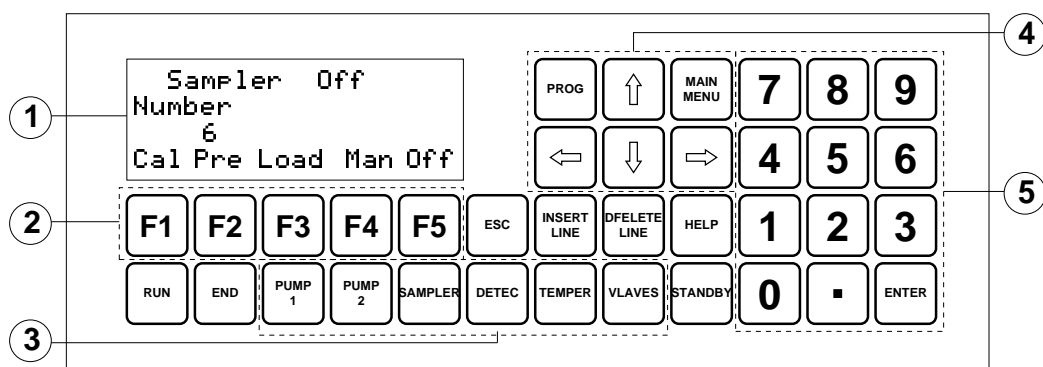 4
Sampler Off
Number
6
Cal Pre Load Man Off
1
PROG
MAIN
MENU
7 8 9
4 5 6
5
2
F1 F2 F3 F4 F5 ESC
INSERT
LINE
DFELETE
LINE
HELP
1 2 3
RUN END
PUMP
1
PUMP
2
SAMPLER DETEC TEMPER VLAVES STANDBY
0 . ENTER
3